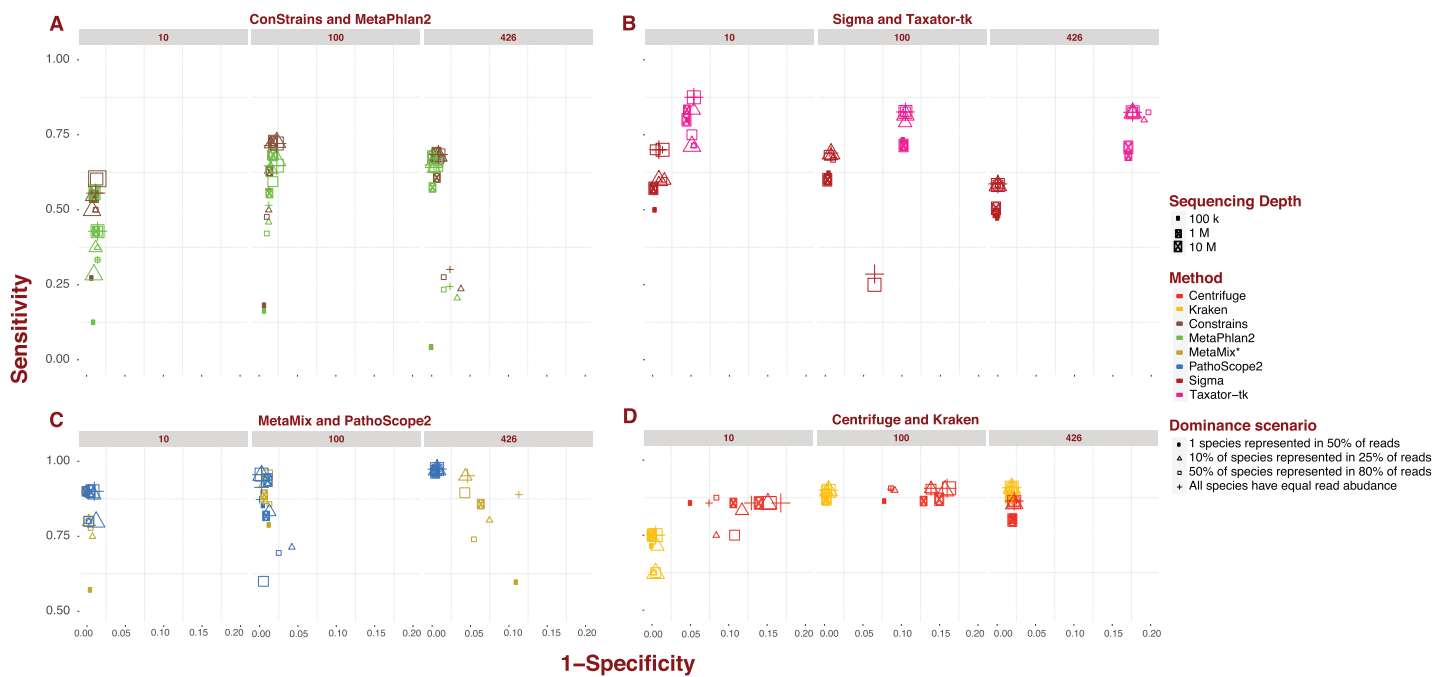 A
ConStrains and MetaPhlan2
10 100 426
1.00
0.75
0.50
0.25
0.00
B
Sigma and Taxator-tk
10 100 426
C
MetaMix and PathoScope2
10 100 426
1.00
0.75
0.50
0.00 0.05 0.10 0.15 0.20 0.00 0.05 0.10 0.15 0.20 0.00 0.05 0.10 0.15 0.20
D
Centrifuge and Kraken
10 100 426
0.00 0.05 0.10 0.15 0.20 0.00 0.05 0.10 0.15 0.20 0.00 0.05 0.10 0.15 0.20
Sensitivity
1−Specificity
Sequencing Depth
100 k
1 M
10 M
Method
Centrifuge
Kraken
Constrains
MetaPhlan2
MetaMix*
PathoScope2
Sigma
Taxator−tk
Dominance scenario
1 species represented in 50% of reads
10% of species represented in 25% of reads
50% of species represented in 80% of reads
All species have equal read abudance